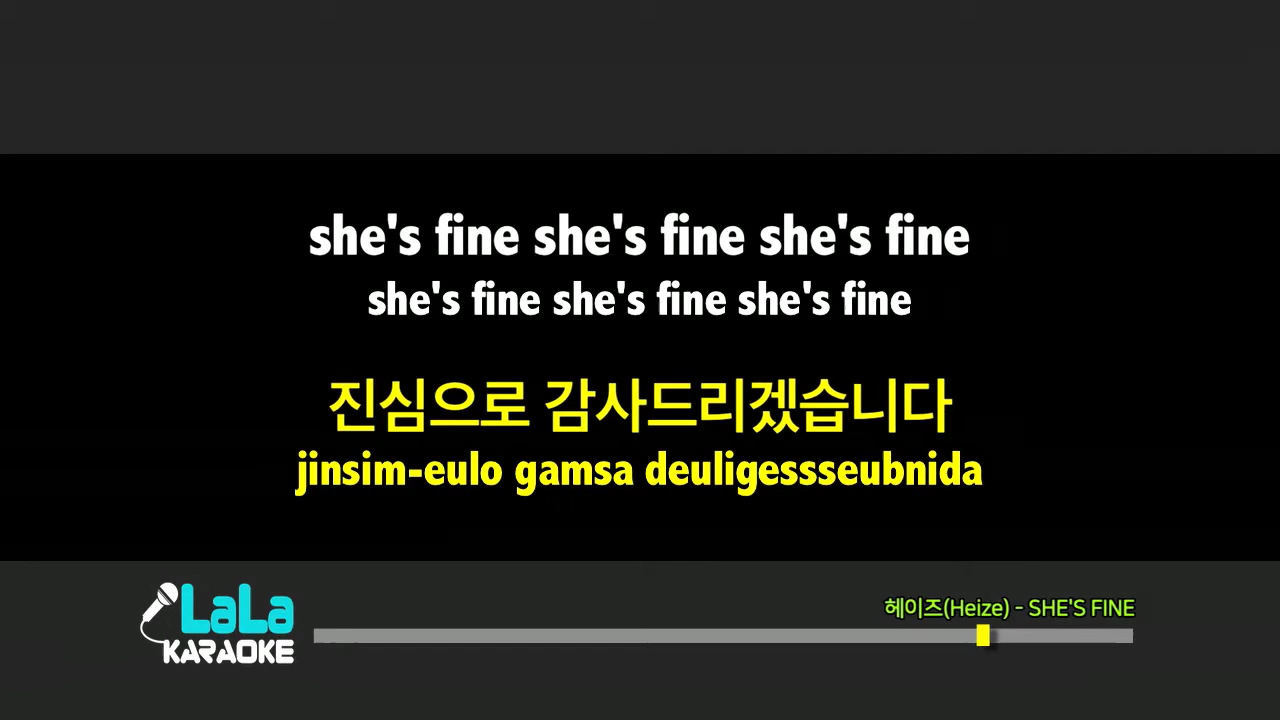 she's fine she's fine she's fine
she's fine she's fine she's fine
진심으로 감사드리겠습니다
jinsim-eulo gamsa deuligessseubnida
헤이즈(Heize) - SHE'S FINE
LaLa
KARAOKE